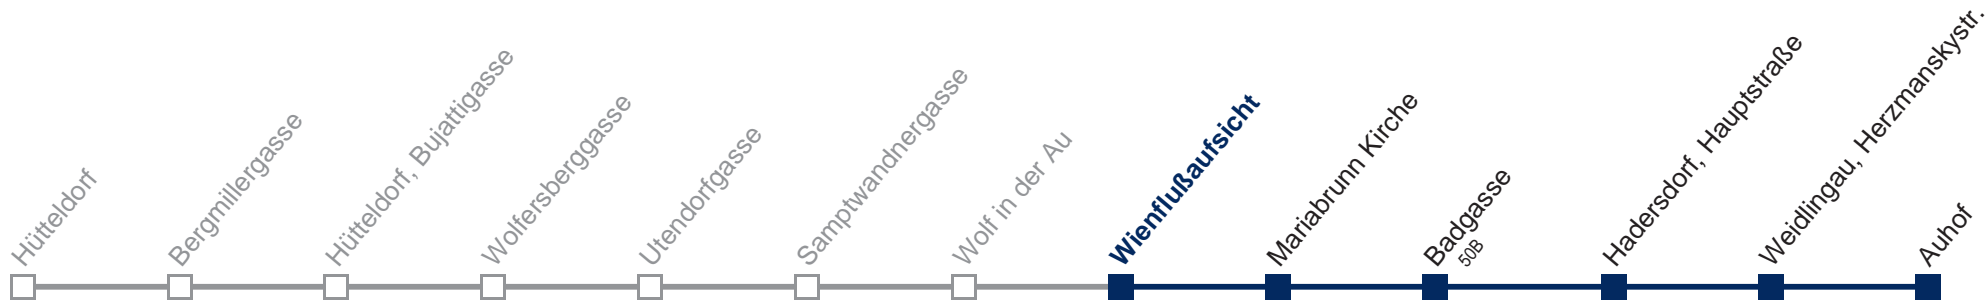 Hütteldorf
Bergmillergasse
Hütteldorf, Bujattigasse
Wolfersberggasse
Utendorfgasse
Samptwandnergasse
Wolf in der Au
Wienflußaufsicht
Mariabrunn Kirche
Badgasse
50B
Hadersdorf, Hauptstraße
Weidlingau, Herzmanskystr.
Auhof